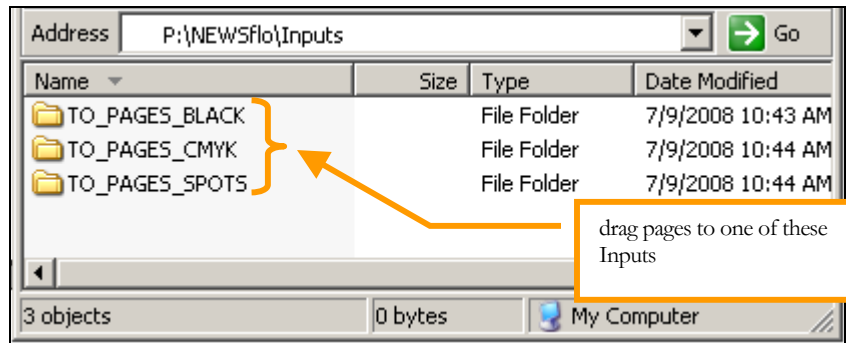 Address P:\NEWSflo\Inputs Go
Name Size Type Date Modified
TO_PAGES_BLACK File Folder 7/9/2008 10:43 AM
TO_PAGES_CMYK File Folder 7/9/2008 10:44 AM
TO_PAGES_SPOTS File Folder 7/9/2008 10:44 AM
drag pages to one of these
Inputs
3 objects 0 bytes My Computer